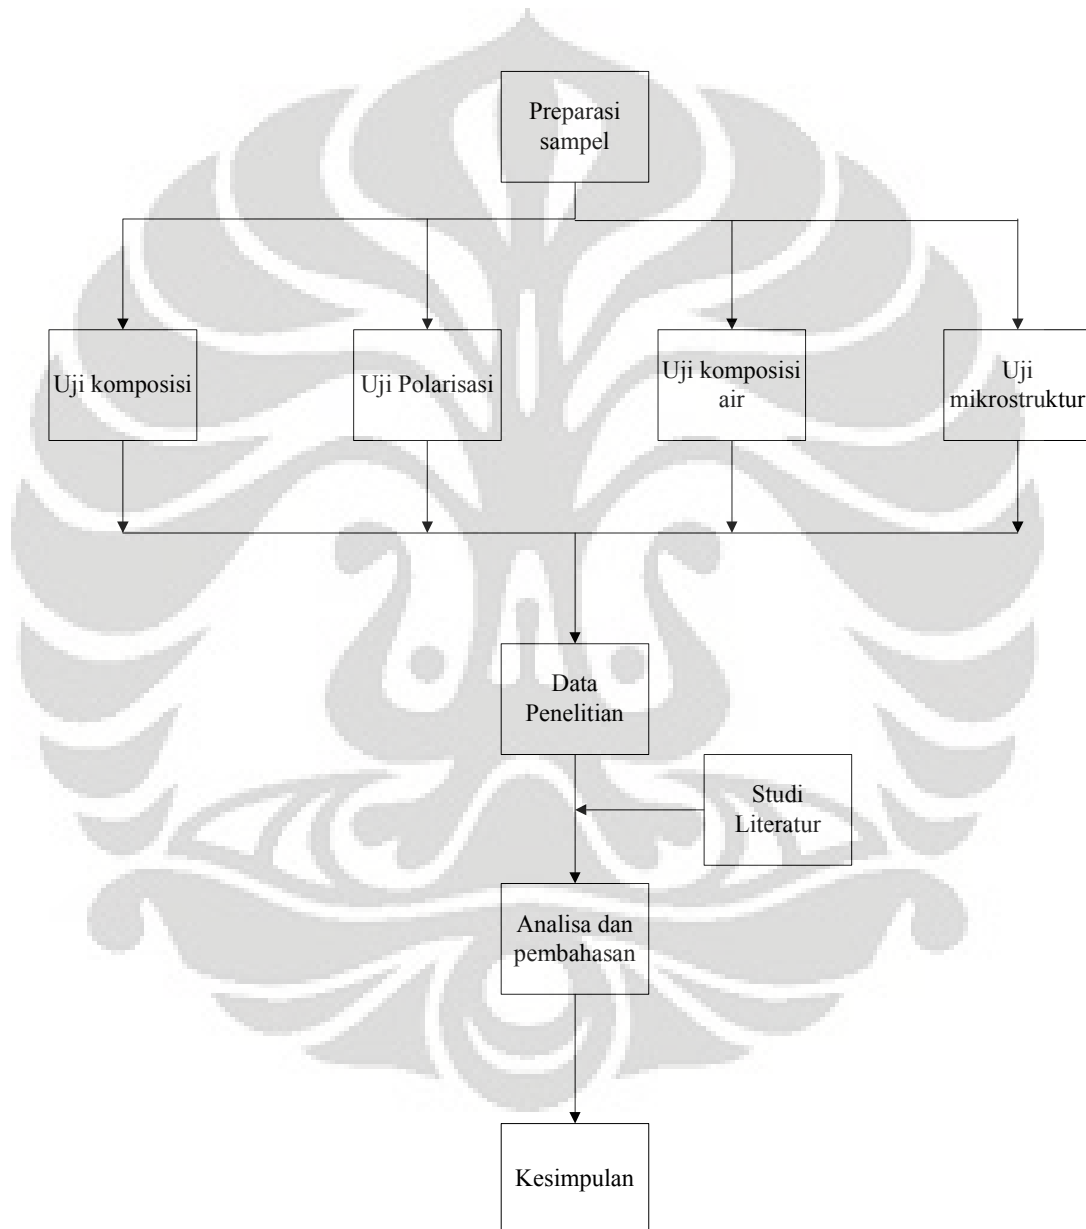 Preparasi
sampel
Uji komposisi
Uji Polarisasi
Uji komposisi
air
Uji
mikrostruktur
Data
Penelitian
Studi
Literatur
Analisa dan
pembahasan
Kesimpulan